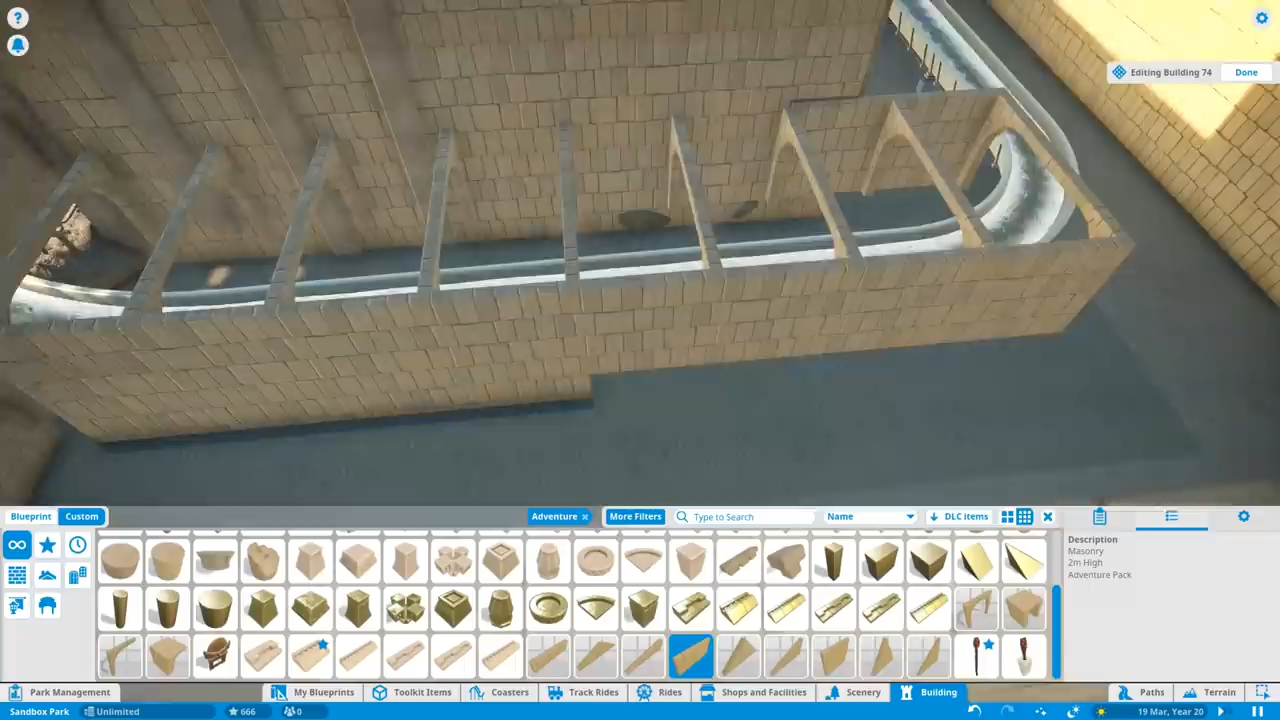 ?
Editing Building 74 Done
Blueprint Custom Adventure × More Filters Type to Search Name DLC items
Description
Masonry
2m High
Adventure Pack
Park Management My Blueprints Toolkit Items Coasters Track Rides Rides Shops and Facilities Scenery Building Paths Terrain
Sandbox Park Unlimited 666 0 19 Mar, Year 20